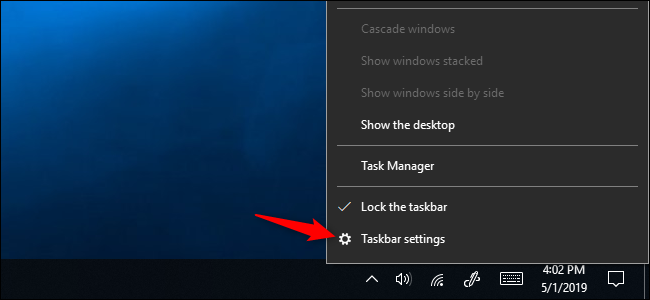 Cascade windows
Show windows stacked
Show windows side by side
Show the desktop
Task Manager
Lock the taskbar
Taskbar settings
4:02 PM
5/1/2019